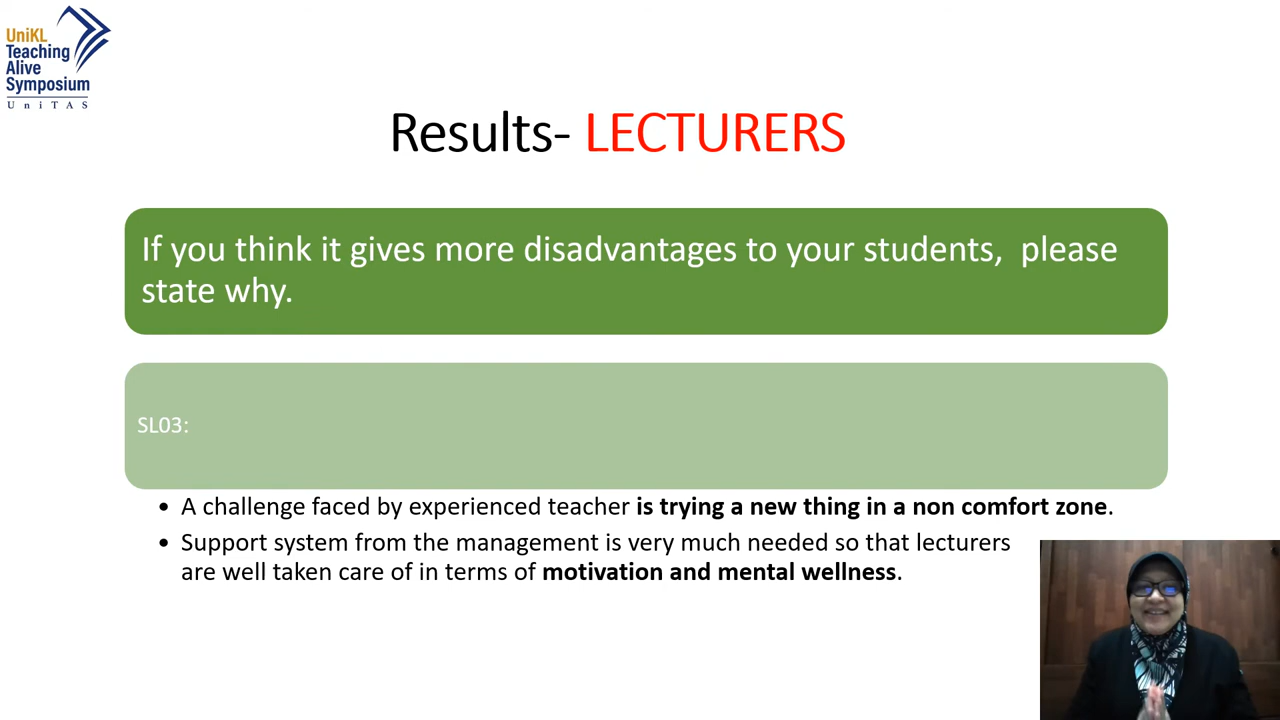 UniKL
Teaching
Alive
Symposium
UniTAS
Results- LECTURERS
If you think it gives more disadvantages to your students,  please
state why.
SL03:
• A challenge faced by experienced teacher is trying a new thing in a non comfort zone.
• Support system from the management is very much needed so that lecturers
are well taken care of in terms of motivation and mental wellness.